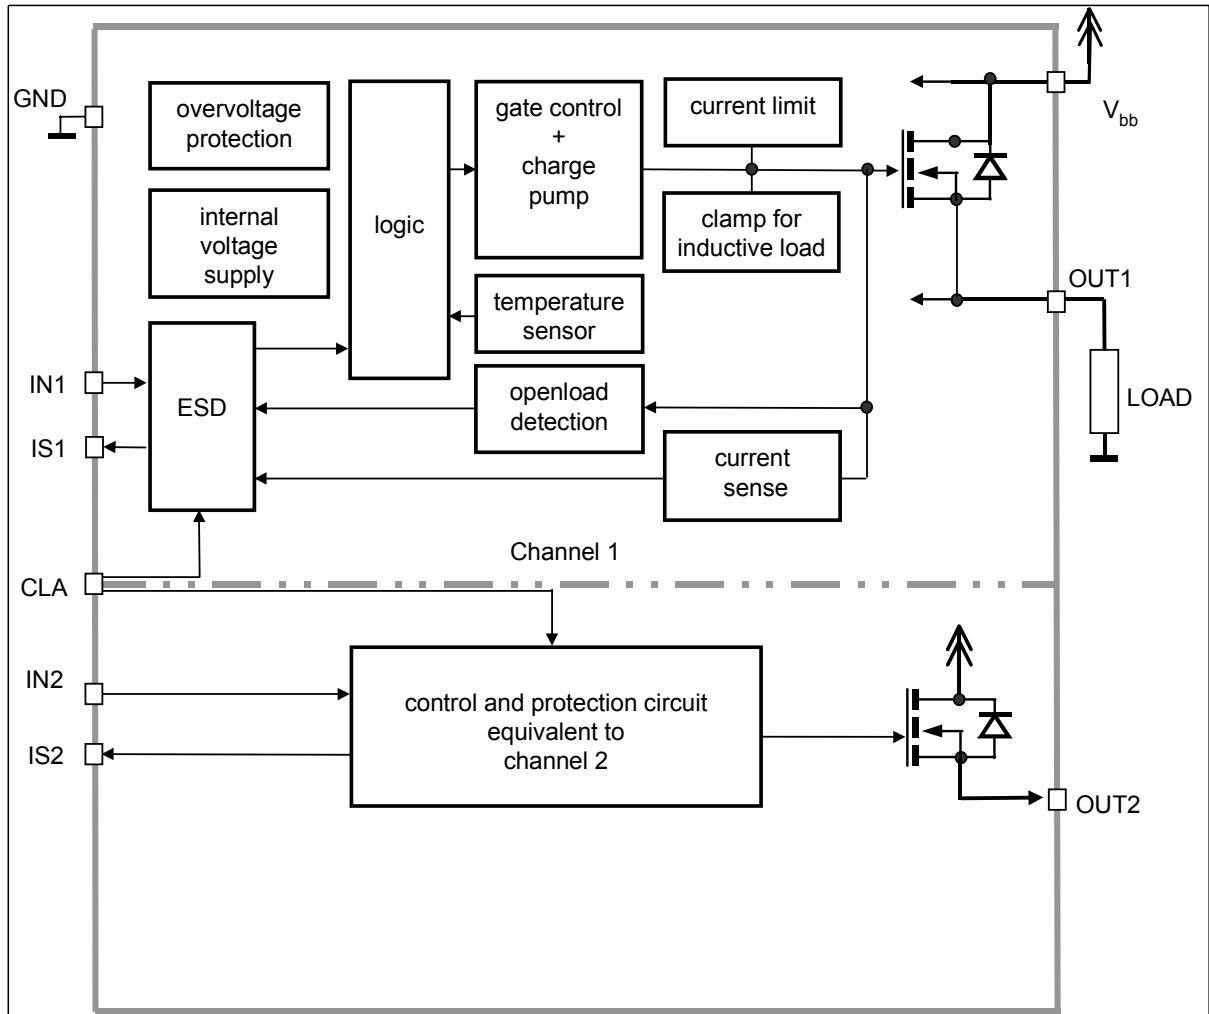 GND
overvoltage
protection
internal
voltage
supply
logic
gate control
+
charge
pump
current limit
clamp for
inductive load
Vbb
temperature
sensor
OUT1
IN1
IS1
ESD
openload
detection
current
sense
LOAD
Channel 1
CLA
IN2
IS2
control and protection circuit
equivalent to
channel 2
OUT2